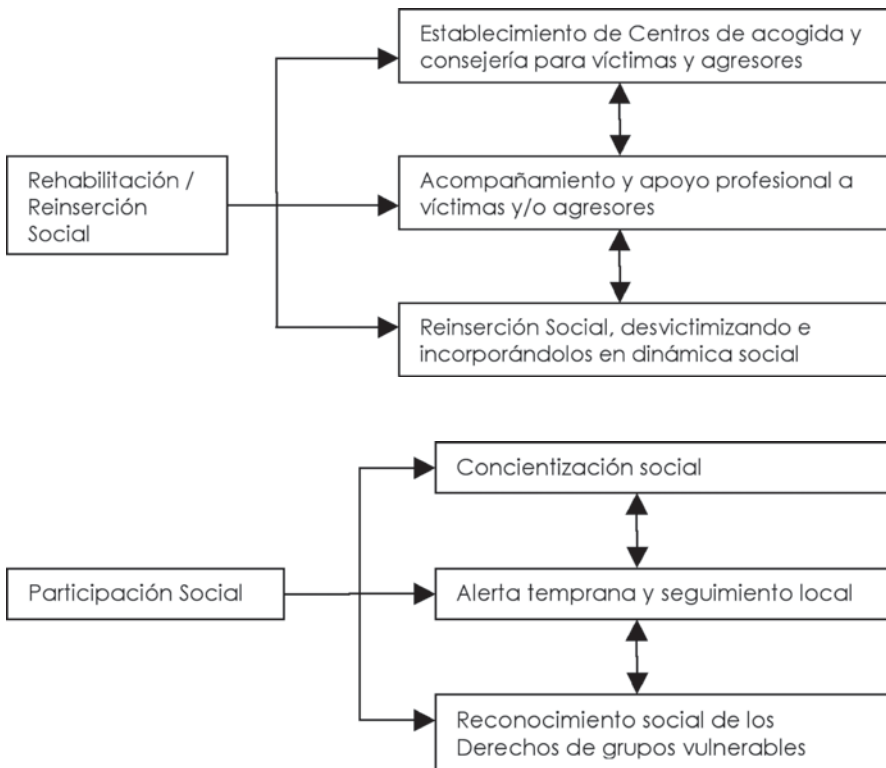 Rehabilitación /
Reinserción
Social
Establecimiento de Centros de acogida y
consejería para víctimas y agresores
Acompañamiento y apoyo profesional a
víctimas y/o agresores
Reinserción Social, desvictimizando e
incorporándolos en dinámica social
Participación Social
Concientización social
Alerta temprana y seguimiento local
Reconocimiento social de los
Derechos de grupos vulnerables